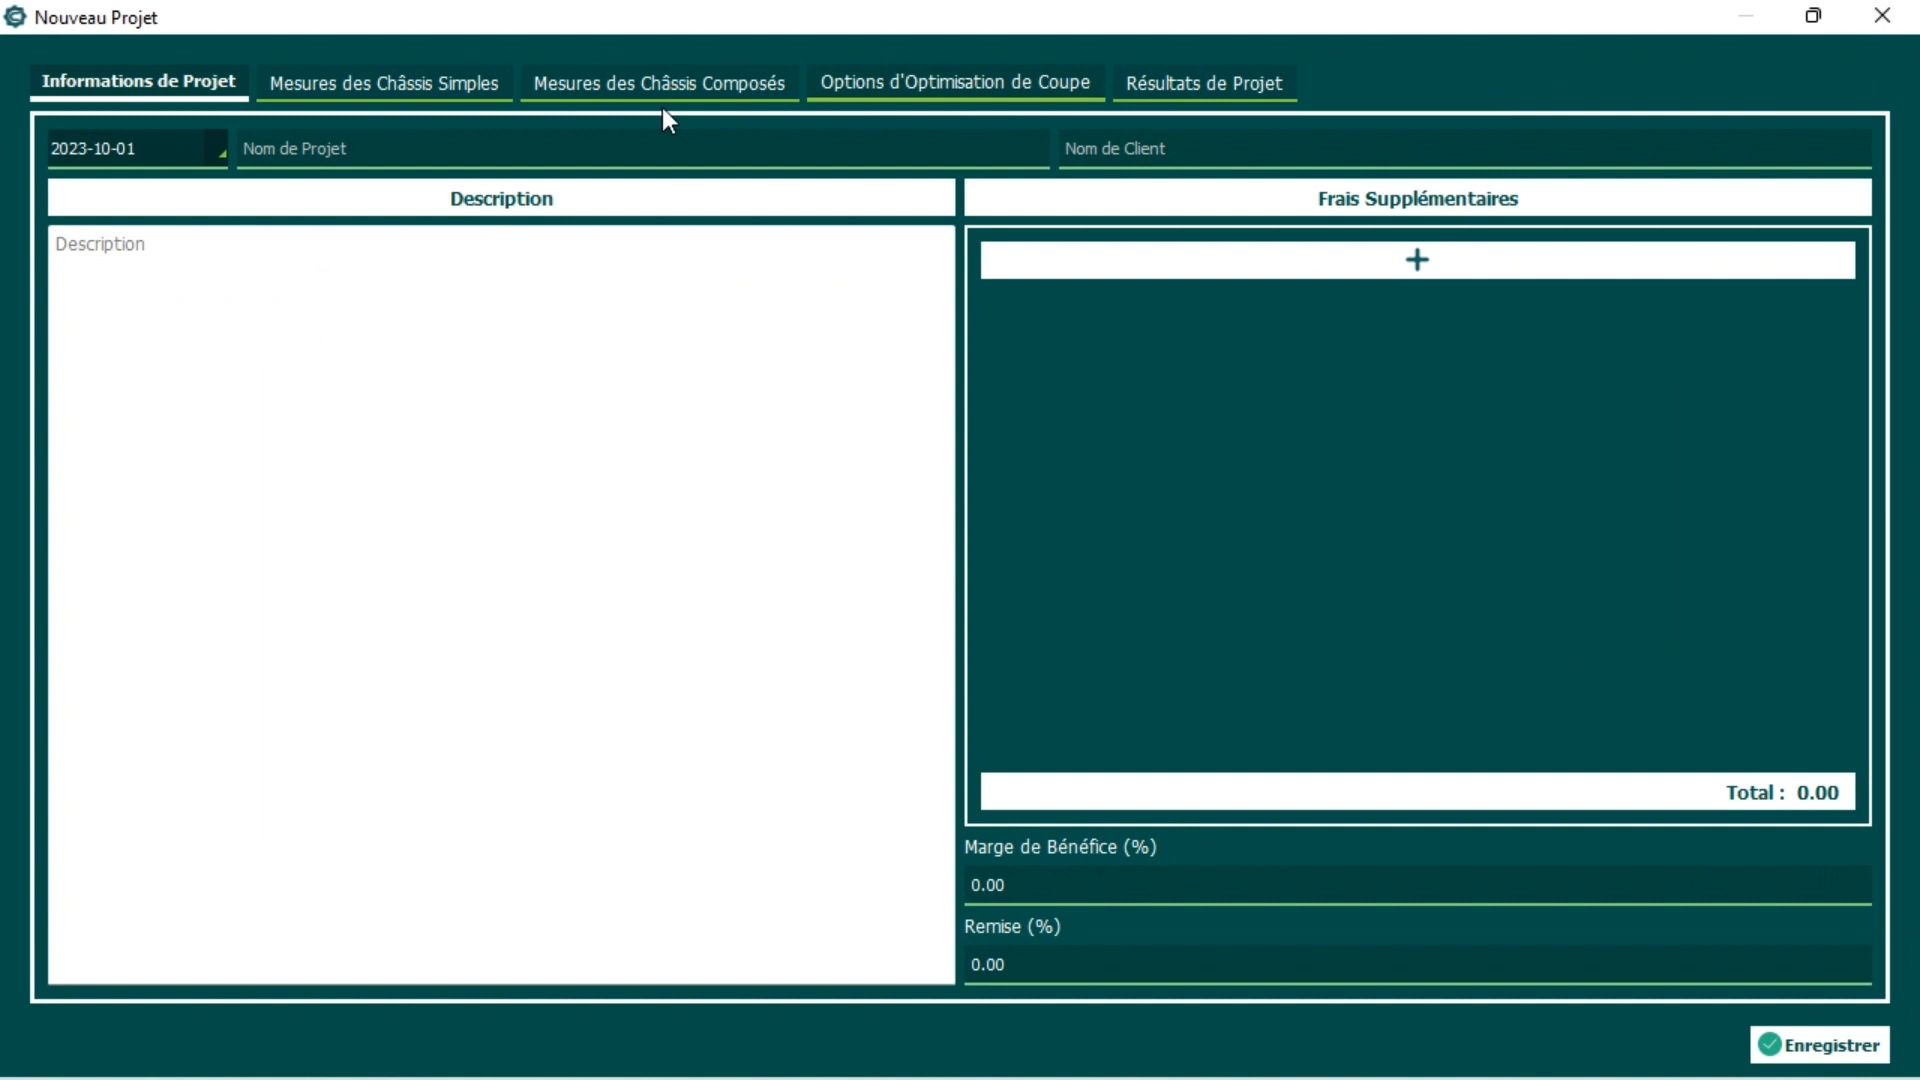 Nouveau Projet
Informations de Projet
Mesures des Châssis Simples
Mesures des Châssis Composés
Options d'Optimisation de Coupe
Résultats de Projet
2023-10-01
Nom de Projet
Nom de Client
Description
Frais Supplémentaires
Description
+
Total : 0.00
Marge de Bénéfice (%)
0.00
Remise (%)
0.00
Enregistrer